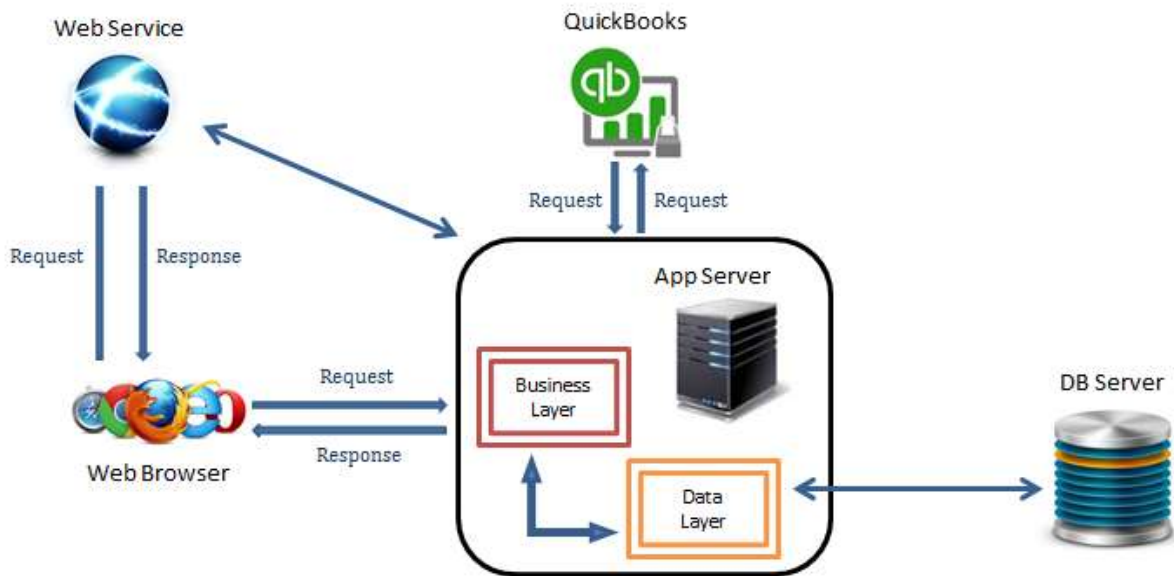 Web Service
QuickBooks
qb
Request
Request
Request
Response
App Server
Request
Business
Layer
DB Server
Response
Web Browser
Data
Layer